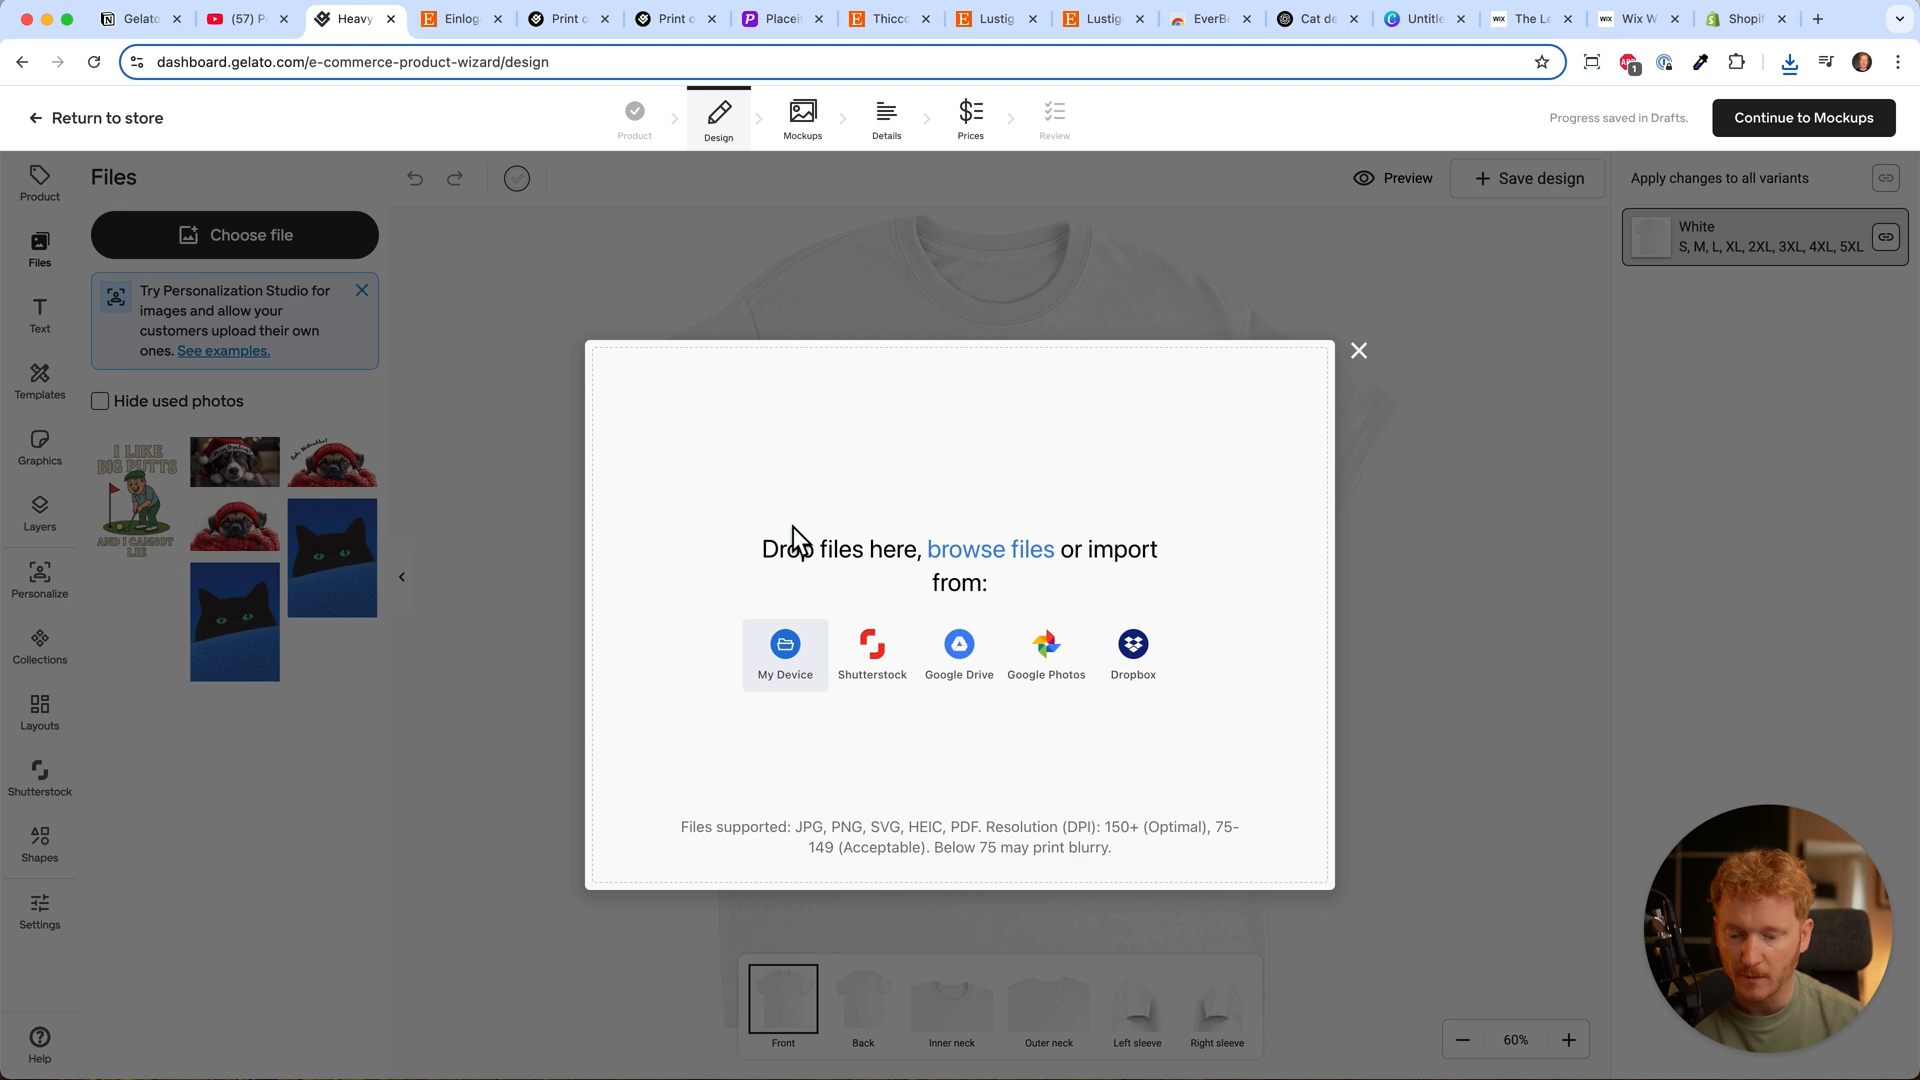 Gelato
(57) P
Heavy
Einlog
Print o
Print o
Placeit
Thicc
Lustig
Lustig
EverB
Cat de
Untitle
The Le
Wix W
Shopif
dashboard.gelato.com/e-commerce-product-wizard/design
ABP
1
Return to store
Product
Design
Mockups
Details
Prices
Review
Progress saved in Drafts.
Continue to Mockups
Product
Files
Text
Templates
Graphics
Layers
Personalize
Collections
Layouts
Shutterstock
Shapes
Settings
Help
Files
Choose file
Try Personalization Studio for
images and allow your
customers upload their own
ones. See examples.
Hide used photos
I LIKE
BIG PUTTS
AND I CANNOT
LIE
Preview
Save design
Apply changes to all variants
White
S, M, L, XL, 2XL, 3XL, 4XL, 5XL
Drop files here, browse files or import
from:
My Device
Shutterstock
Google Drive
Google Photos
Dropbox
Files supported: JPG, PNG, SVG, HEIC, PDF. Resolution (DPI): 150+ (Optimal), 75-
149 (Acceptable). Below 75 may print blurry.
Front
Back
Inner neck
Outer neck
Left sleeve
Right sleeve
60%